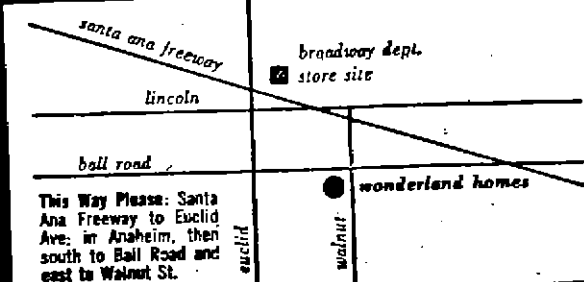 santa ana freeway
broadway dept.
store site
lincoln
ball road
wonderland homes
This Way Please: Santa
Ana Freeway to Euclid
Ave; in Anaheim, then
south to Ball Road and
east to Walnut St.
euclid
walnut